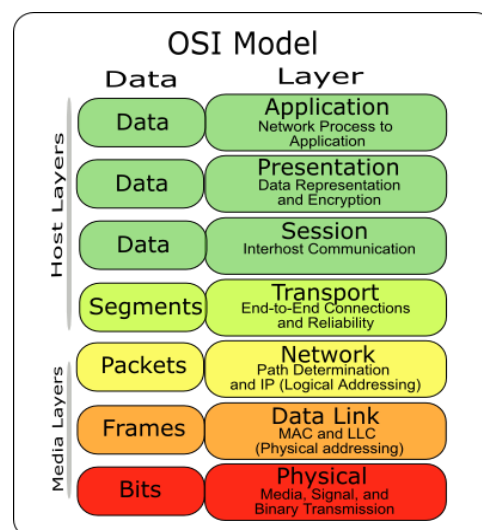 OSI Model
Data Layer
Host Layers
Data
Application
Network Process to
Application
Data
Presentation
Data Representation
and Encryption
Data
Session
Interhost Communication
Segments
Transport
End-to-End Connections
and Reliability
Media Layers
Packets
Network
Path Determination
and IP (Logical Addressing)
Frames
Data Link
MAC and LLC
(Physical addressing)
Bits
Physical
Media, Signal, and
Binary Transmission